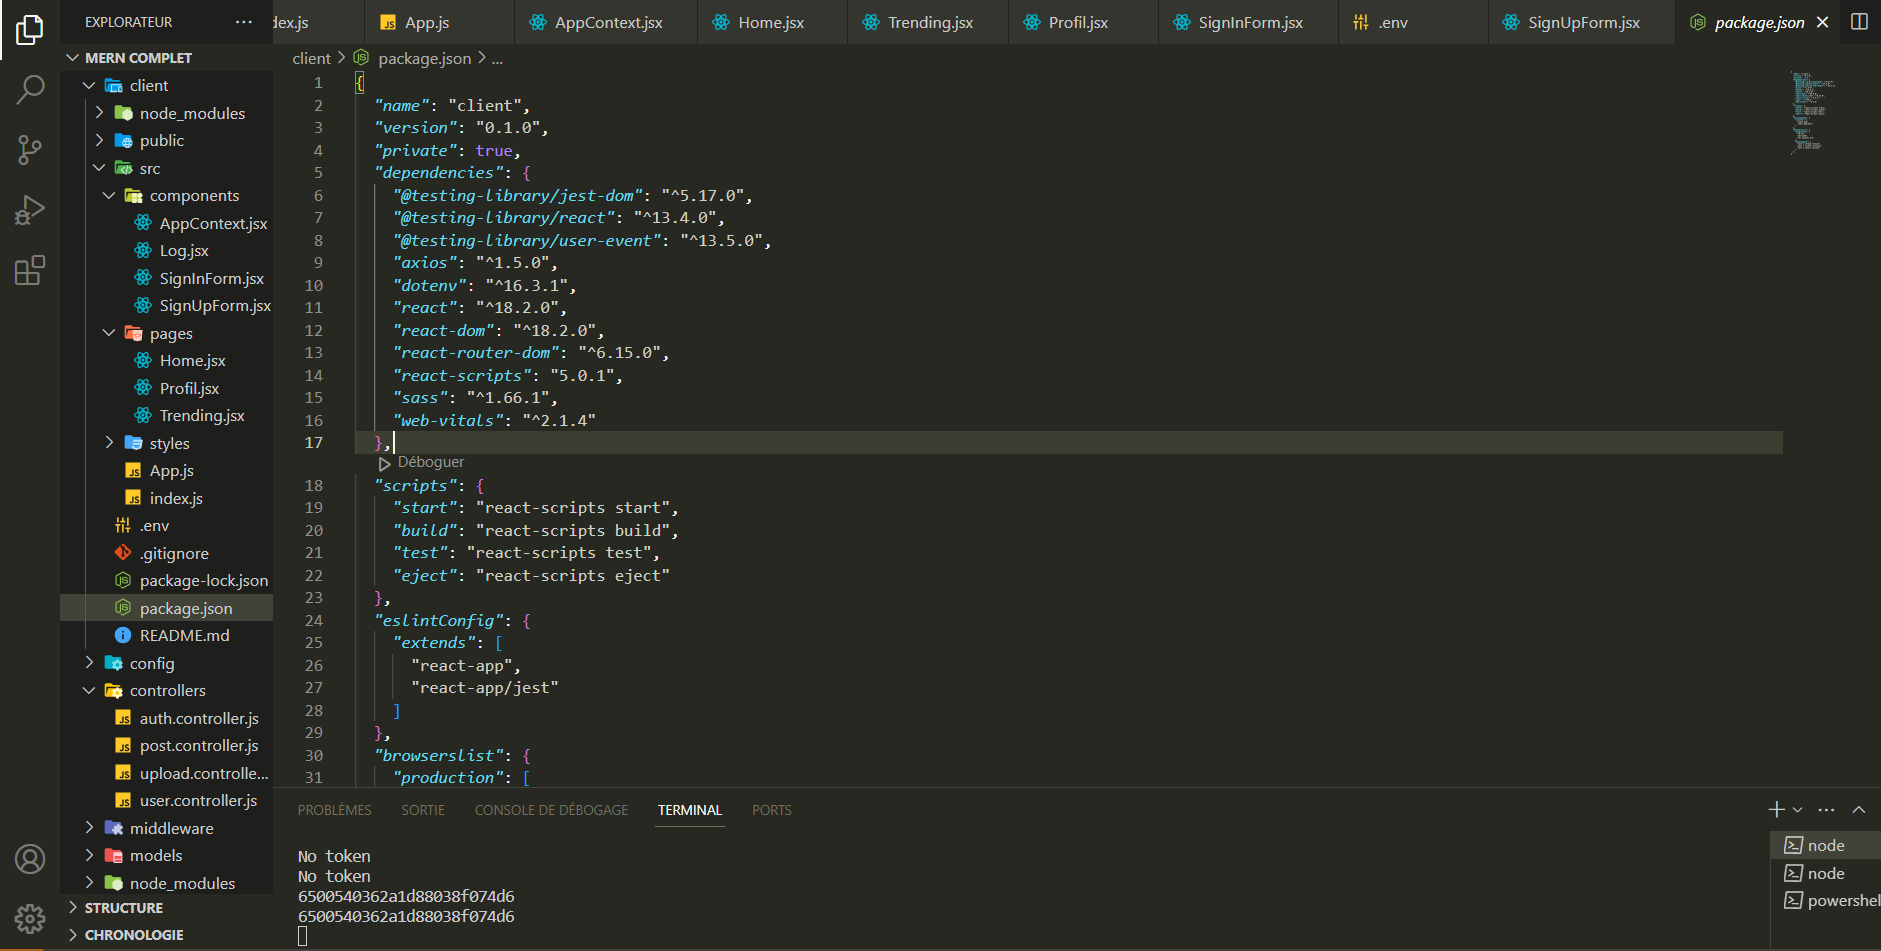 EXPLORATEUR
dex.js
App.js
AppContext.jsx
Home.jsx
Trending.jsx
Profil.jsx
SignInForm.jsx
.env
SignUpForm.jsx
package.json
MERN COMPLET
client
node_modules
public
src
components
AppContext.jsx
Log.jsx
SignInForm.jsx
SignUpForm.jsx
pages
Home.jsx
Profil.jsx
Trending.jsx
styles
App.js
index.js
.env
.gitignore
package-lock.json
package.json
README.md
config
controllers
auth.controller.js
post.controller.js
upload.controlle...
user.controller.js
middleware
models
node_modules
STRUCTURE
CHRONOLOGIE
client > package.json > ...
1 {
2 "name": "client",
3 "version": "0.1.0",
4 "private": true,
5 "dependencies": {
6 "@testing-library/jest-dom": "^5.17.0",
7 "@testing-library/react": "^13.4.0",
8 "@testing-library/user-event": "^13.5.0",
9 "axios": "^1.5.0",
10 "dotenv": "^16.3.1",
11 "react": "^18.2.0",
12 "react-dom": "^18.2.0",
13 "react-router-dom": "^6.15.0",
14 "react-scripts": "5.0.1",
15 "sass": "^1.66.1",
16 "web-vitals": "^2.1.4"
17 },
Déboguer
18 "scripts": {
19 "start": "react-scripts start",
20 "build": "react-scripts build",
21 "test": "react-scripts test",
22 "eject": "react-scripts eject"
23 },
24 "eslintConfig": {
25 "extends": [
26 "react-app",
27 "react-app/jest"
28 ]
29 },
30 "browserslist": {
31 "production": [
PROBLÈMES
SORTIE
CONSOLE DE DÉBOGAGE
TERMINAL
PORTS
No token
No token
6500540362a1d88038f074d6
6500540362a1d88038f074d6
node
node
powershel